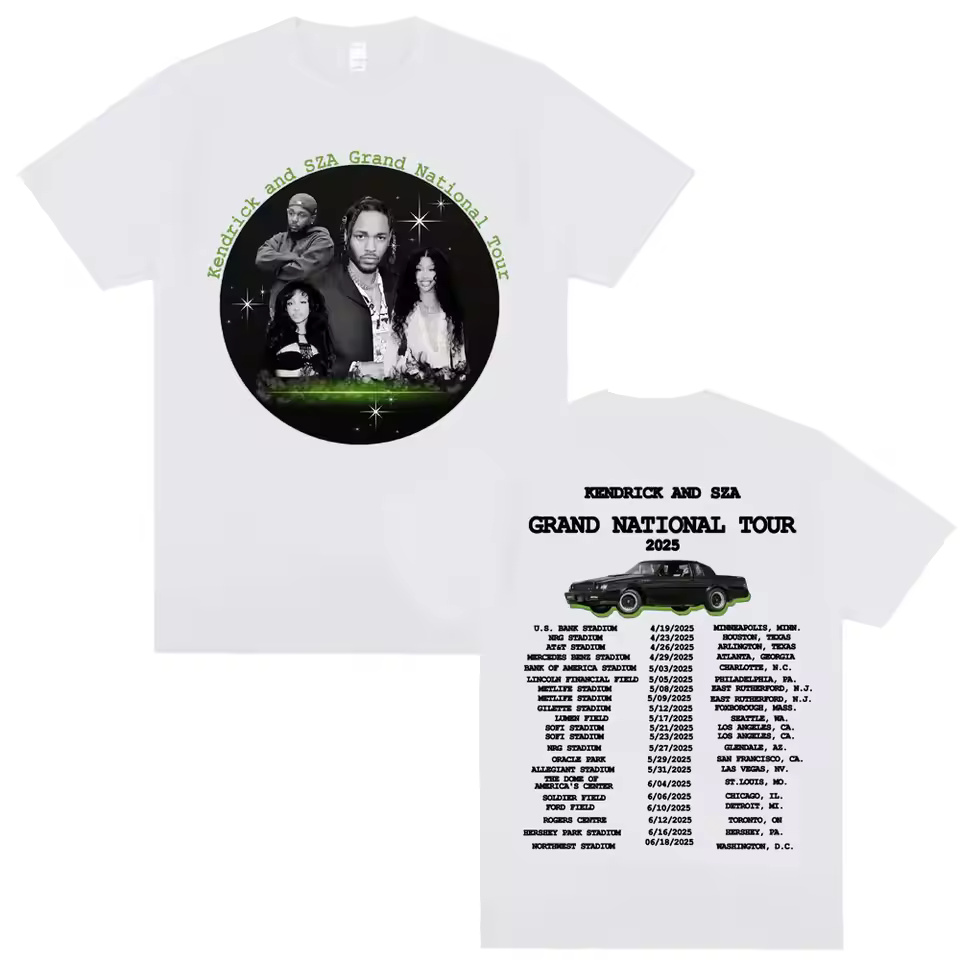 Kendrick and SZA Grand National Tour
KENDRICK AND SZA
GRAND NATIONAL TOUR
2025
U.S. BANK STADIUM 4/19/2025 MINNEAPOLIS, MINN.
NRG STADIUM 4/23/2025 HOUSTON, TEXAS
AT&T STADIUM 4/26/2025 ARLINGTON, TEXAS
MERCEDES BENZ STADIUM 4/29/2025 ATLANTA, GEORGIA
BANK OF AMERICA STADIUM 5/03/2025 CHARLOTTE, N.C.
LINCOLN FINANCIAL FIELD 5/05/2025 PHILADELPHIA, PA.
METLIFE STADIUM 5/08/2025 EAST RUTHERFORD, N.J.
METLIFE STADIUM 5/09/2025 EAST RUTHERFORD, N.J.
GILETTE STADIUM 5/12/2025 FOXBOROUGH, MASS.
LUMEN FIELD 5/17/2025 SEATTLE, WA.
SOFI STADIUM 5/21/2025 LOS ANGELES, CA.
SOFI STADIUM 5/23/2025 LOS ANGELES, CA.
NRG STADIUM 5/27/2025 GLENDALE, AZ.
ORACLE PARK 5/29/2025 SAN FRANCISCO, CA.
ALLEGIANT STADIUM 5/31/2025 LAS VEGAS, NV.
THE DOME OF
AMERICA'S CENTER 6/04/2025 ST.LOUIS, MO.
SOLDIER FIELD 6/06/2025 CHICAGO, IL.
FORD FIELD 6/10/2025 DETROIT, MI.
ROGERS CENTRE 6/12/2025 TORONTO, ON
HERSHEY PARK STADIUM 6/16/2025 HERSHEY, PA.
NORTHWEST STADIUM 06/18/2025 WASHINGTON, D.C.